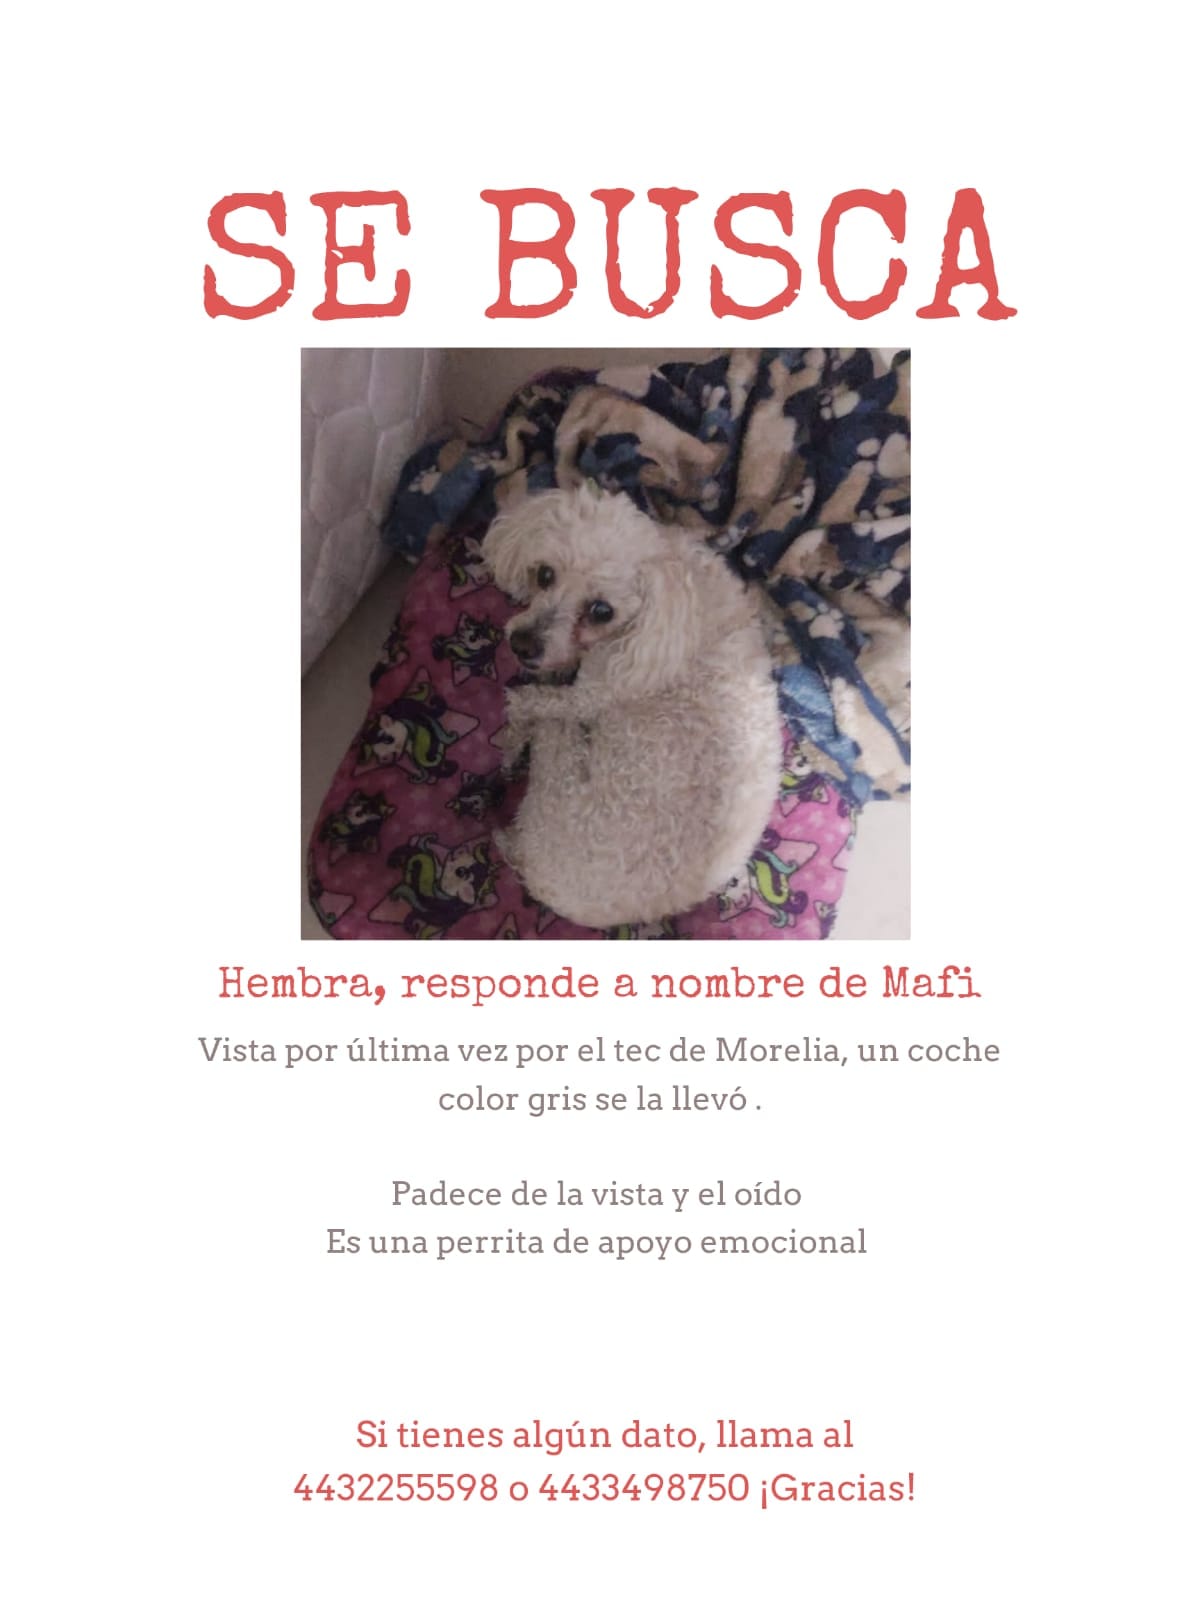 SE BUSCA
Hembra, responde a nombre de Mafi
Vista por última vez por el tec de Morelia, un coche
color gris se la llevó .
Padece de la vista y el oído
Es una perrita de apoyo emocional
Si tienes algún dato, llama al
4432255598 o 4433498750 ¡Gracias!